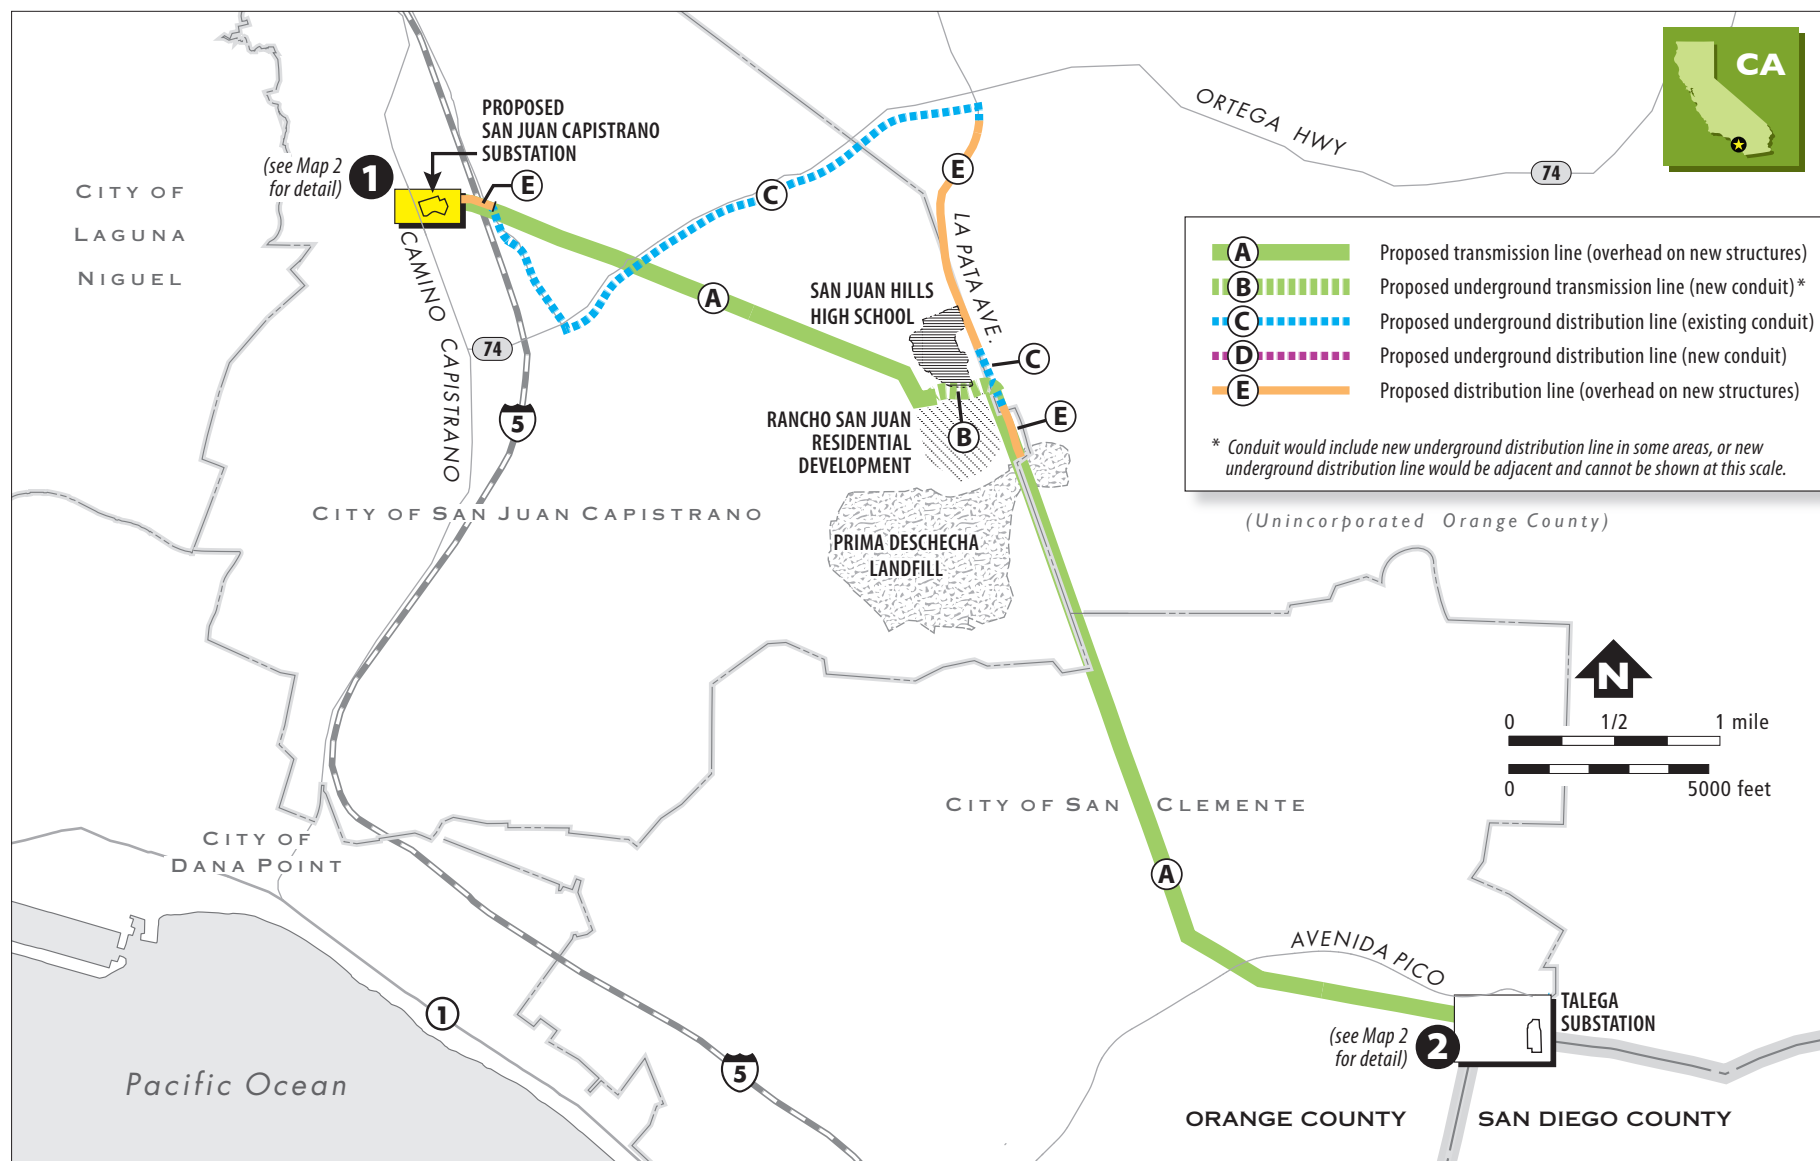 CA
ORTEGA HWY
74
PROPOSED
SAN JUAN CAPISTRANO
SUBSTATION
(see Map 2
for detail)
1
E
C
E
CITY OF
LAGUNA
NIGUEL
CAMINO CAPISTRANO
LA PATA AVE.
A
SAN JUAN HILLS
HIGH SCHOOL
74
C
5
RANCHO SAN JUAN
RESIDENTIAL
DEVELOPMENT
B
E
A Proposed transmission line (overhead on new structures)
B Proposed underground transmission line (new conduit)*
C Proposed underground distribution line (existing conduit)
D Proposed underground distribution line (new conduit)
E Proposed distribution line (overhead on new structures)
* Conduit would include new underground distribution line in some areas, or new
underground distribution line would be adjacent and cannot be shown at this scale.
CITY OF SAN JUAN CAPISTRANO
(Unincorporated Orange County)
PRIMA DESCHECHA
LANDFILL
N
0 1/2 1 mile
0 5000 feet
CITY OF SAN CLEMENTE
CITY OF
DANA POINT
A
AVENIDA PICO
1
TALEGA
SUBSTATION
(see Map 2
for detail)
2
5
Pacific Ocean
ORANGE COUNTY
SAN DIEGO COUNTY